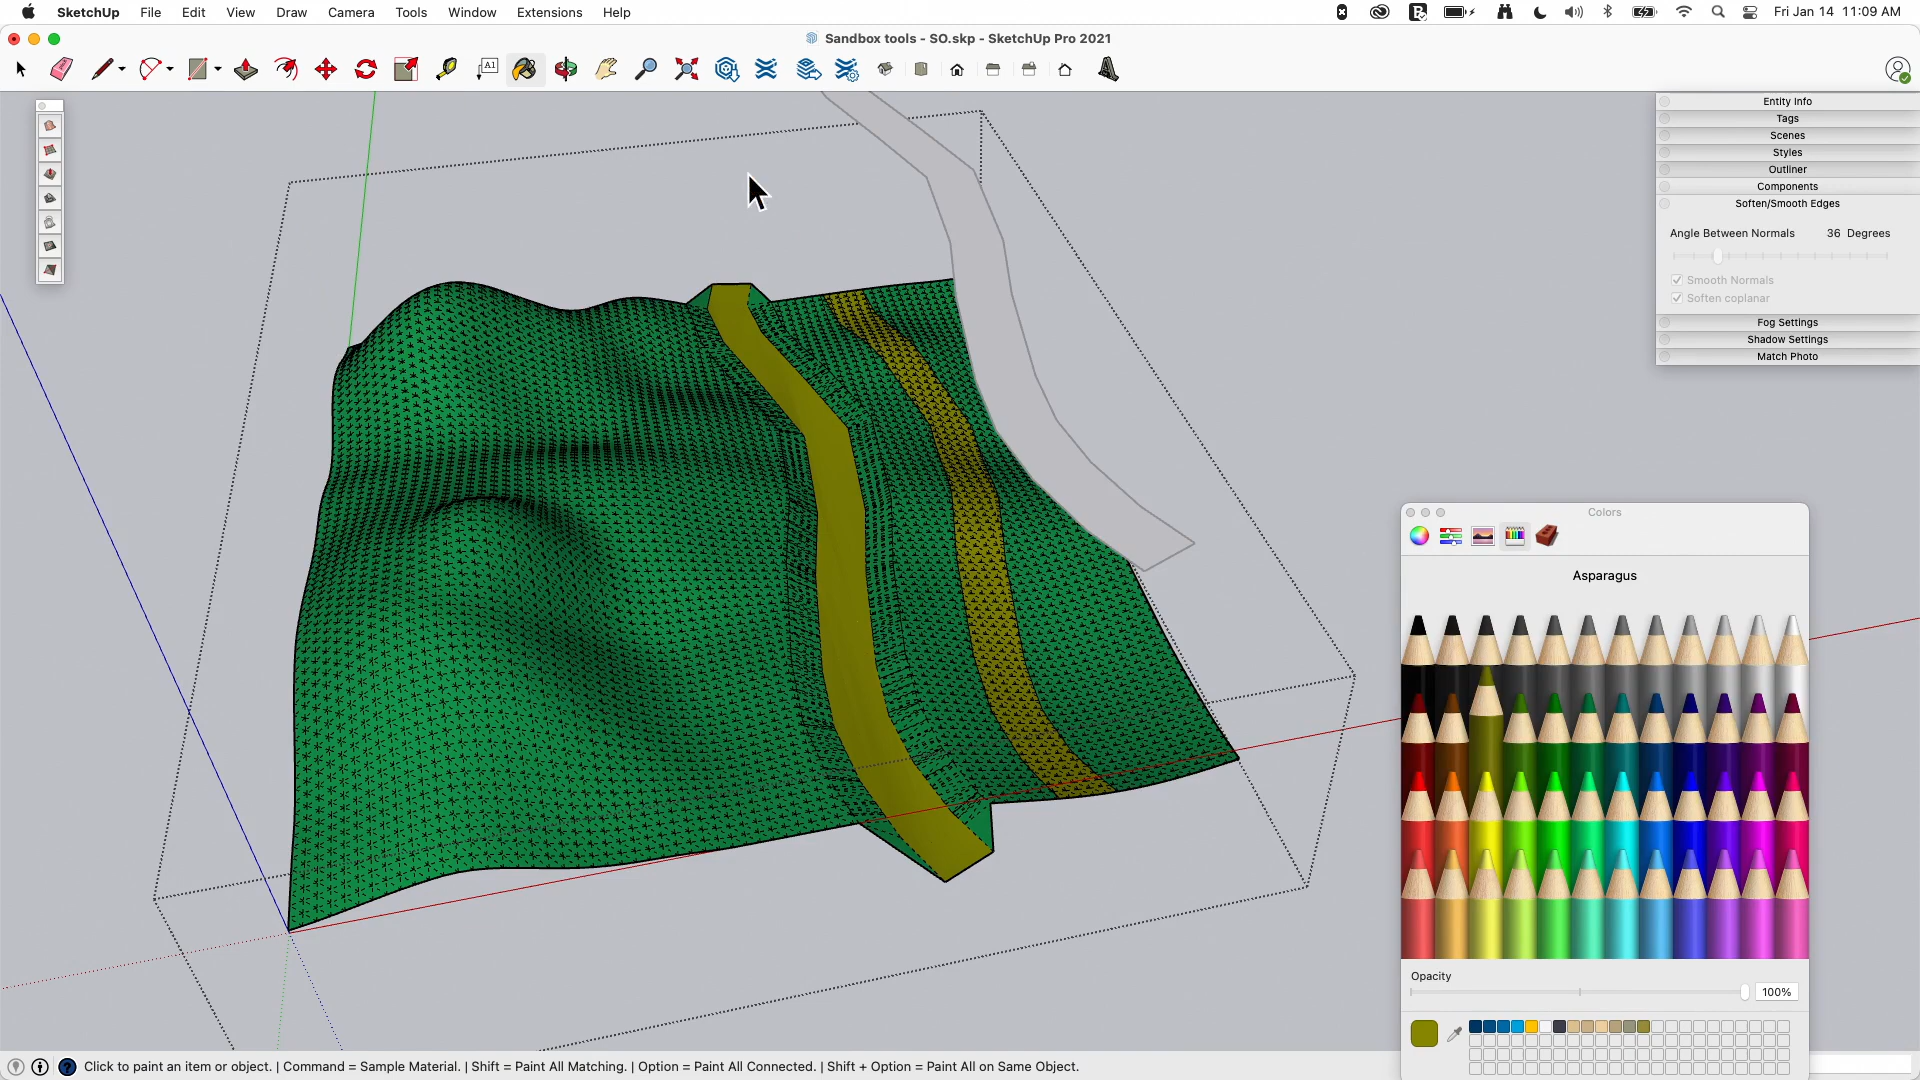 SketchUp File Edit View Draw Camera Tools Window Extensions Help Fri Jan 14 11:09 AM
Sandbox tools - SO.skp - SketchUp Pro 2021
A1
Entity Info
Tags
Scenes
Styles
Outliner
Components
Soften/Smooth Edges
Angle Between Normals 36 Degrees
Smooth Normals
Soften coplanar
Fog Settings
Shadow Settings
Match Photo
Colors
Asparagus
Opacity
100%
Click to paint an item or object. | Command = Sample Material. | Shift = Paint All Matching. | Option = Paint All Connected. | Shift + Option = Paint All on Same Object.